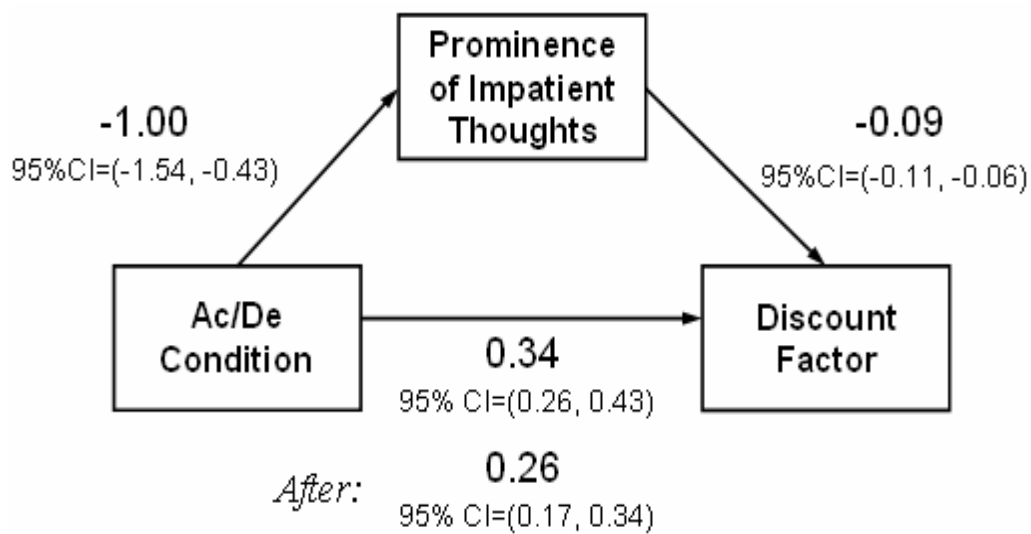 Prominence
of Impatient
Thoughts
-1.00
95%CI=(-1.54, -0.43)
-0.09
95%CI=(-0.11, -0.06)
Ac/De
Condition
Discount
Factor
0.34
95% CI=(0.26, 0.43)
After:
0.26
95% CI=(0.17, 0.34)